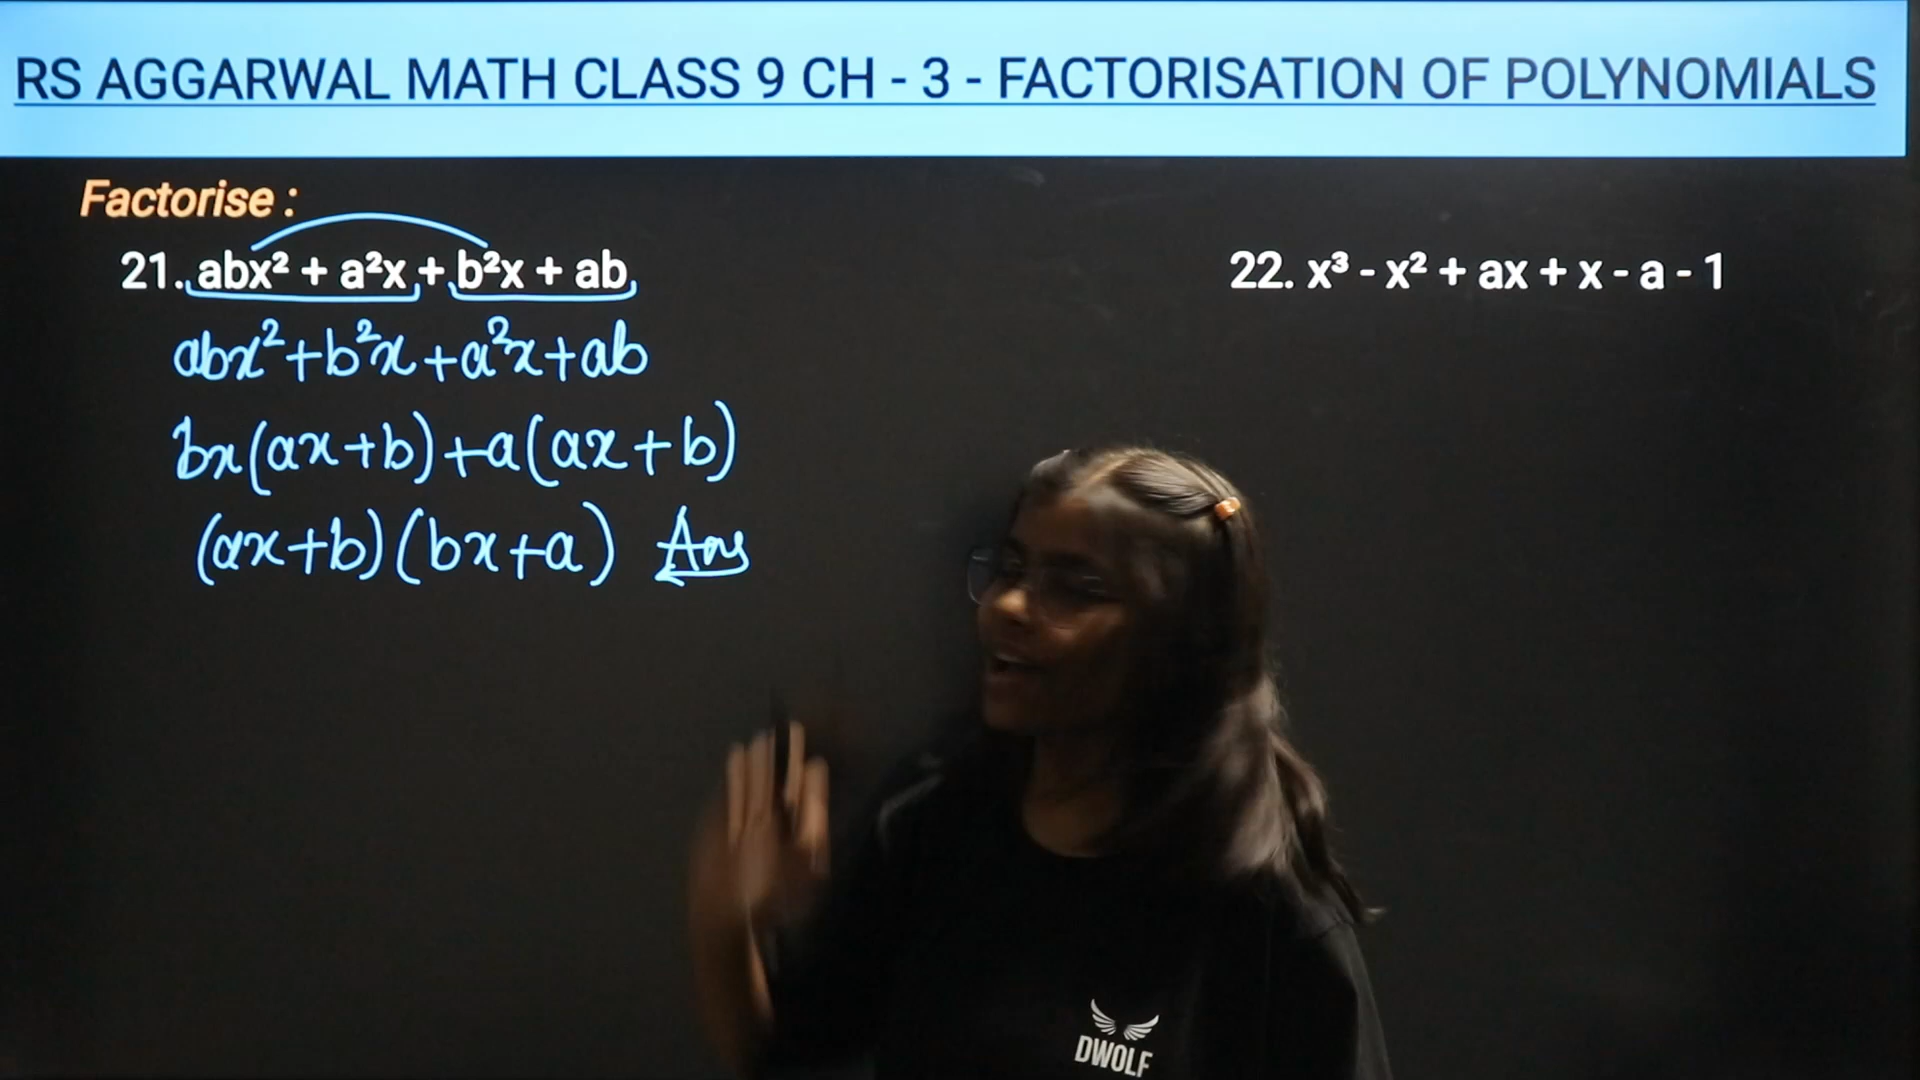 RS AGGARWAL MATH CLASS 9 CH - 3 - FACTORISATION OF POLYNOMIALS
Factorise :
21. abx² + a²x + b²x + ab
abx²+b²x+a²x+ab
bx(ax+b)+a(ax+b)
(ax+b)(bx+a) Ans
22. x³ - x² + ax + x - a - 1
DWOLF